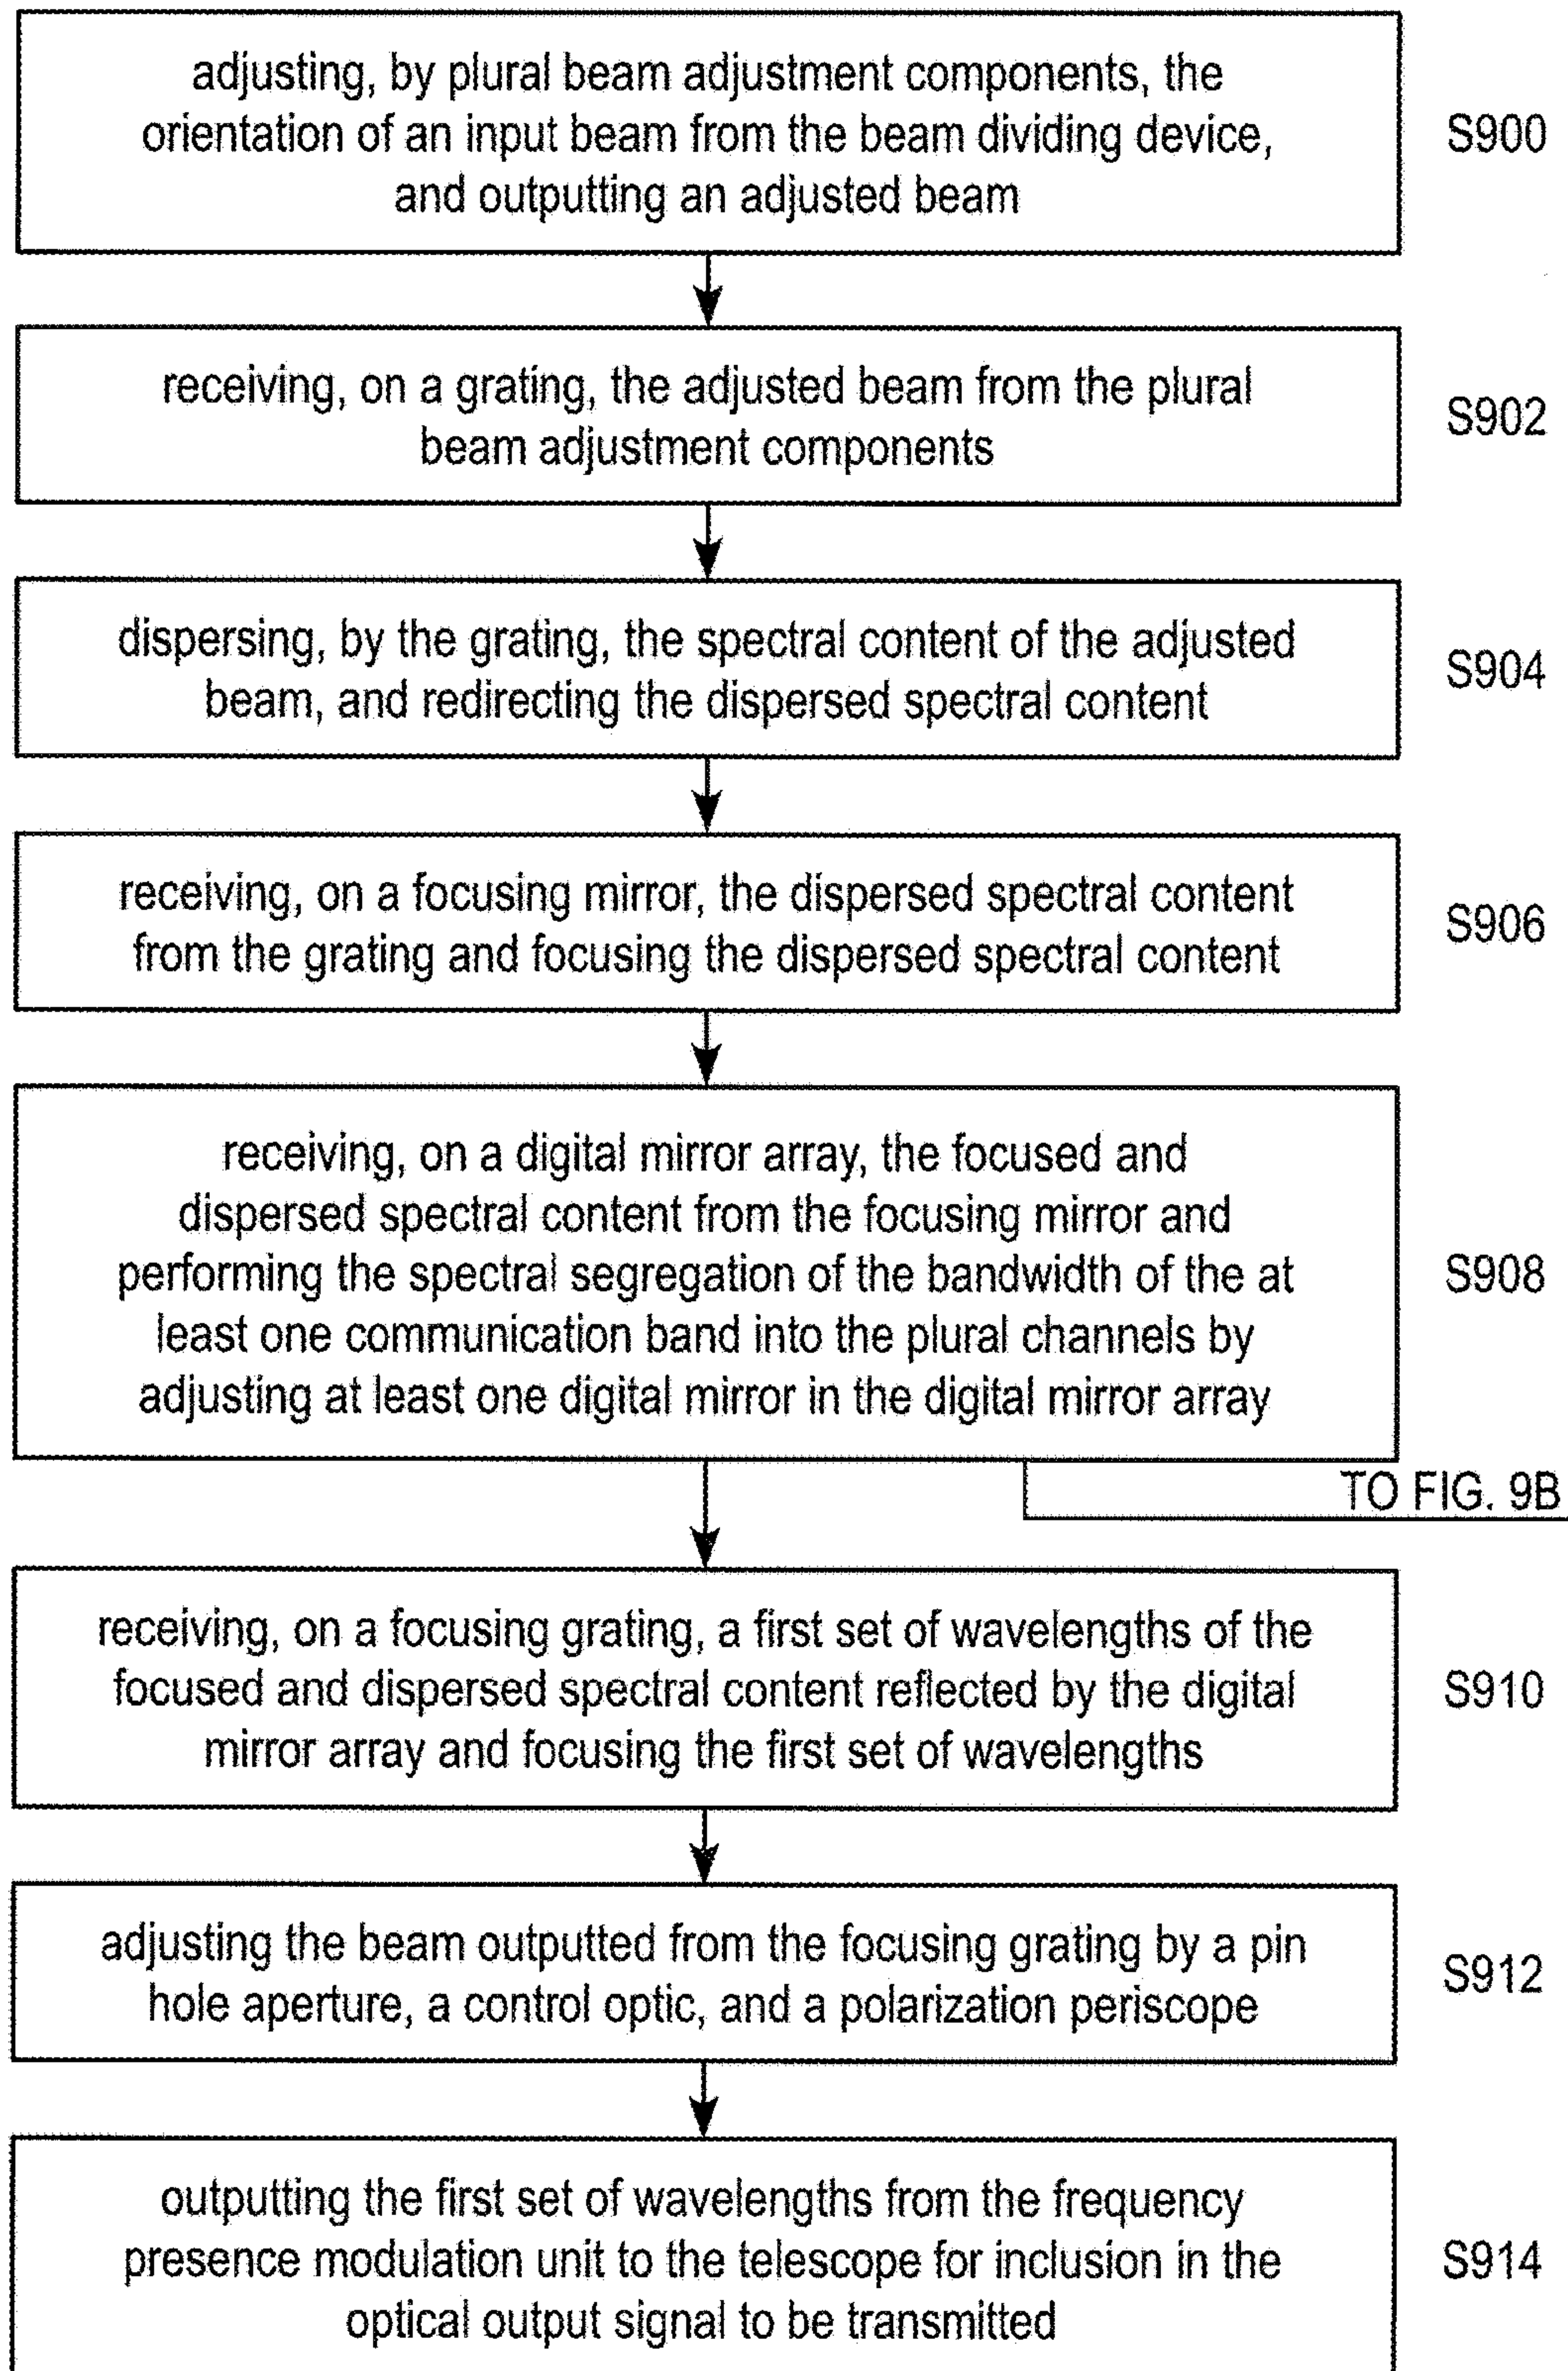 adjusting, by plural beam adjustment components, the
orientation of an input beam from the beam dividing device,
and outputting an adjusted beam
S900
receiving, on a grating, the adjusted beam from the plural
beam adjustment components
S902
dispersing, by the grating, the spectral content of the adjusted
beam, and redirecting the dispersed spectral content
S904
receiving, on a focusing mirror, the dispersed spectral content
from the grating and focusing the dispersed spectral content
S906
receiving, on a digital mirror array, the focused and
dispersed spectral content from the focusing mirror and
performing the spectral segregation of the bandwidth of the at
least one communication band into the plural channels by
adjusting at least one digital mirror in the digital mirror array
S908
TO FIG. 9B
receiving, on a focusing grating, a first set of wavelengths of the
focused and dispersed spectral content reflected by the digital
mirror array and focusing the first set of wavelengths
S910
adjusting the beam outputted from the focusing grating by a pin
hole aperture, a control optic, and a polarization periscope
S912
outputting the first set of wavelengths from the frequency
presence modulation unit to the telescope for inclusion in the
optical output signal to be transmitted
S914